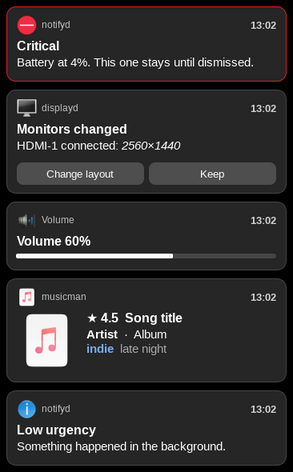 notifyd 13:02
Critical
Battery at 4%. This one stays until dismissed.
displayd 13:02
Monitors changed
HDMI-1 connected: 2560×1440
Change layout Keep
Volume 13:02
Volume 60%
musicman 13:02
★ 4.5 Song title
Artist · Album
indie late night
notifyd 13:02
Low urgency
Something happened in the background.